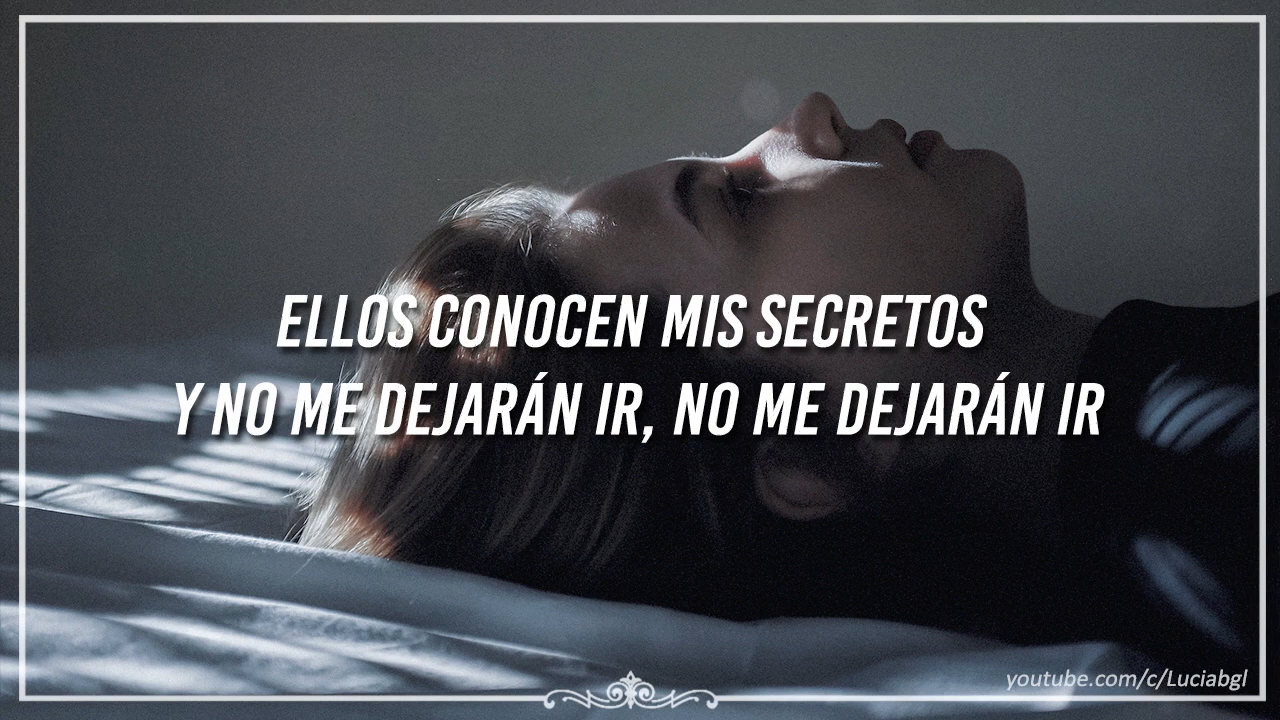 ELLOS CONOCEN MIS SECRETOS
Y NO ME DEJARÁN IR, NO ME DEJARÁN IR
youtube.com/c/Luciabgl